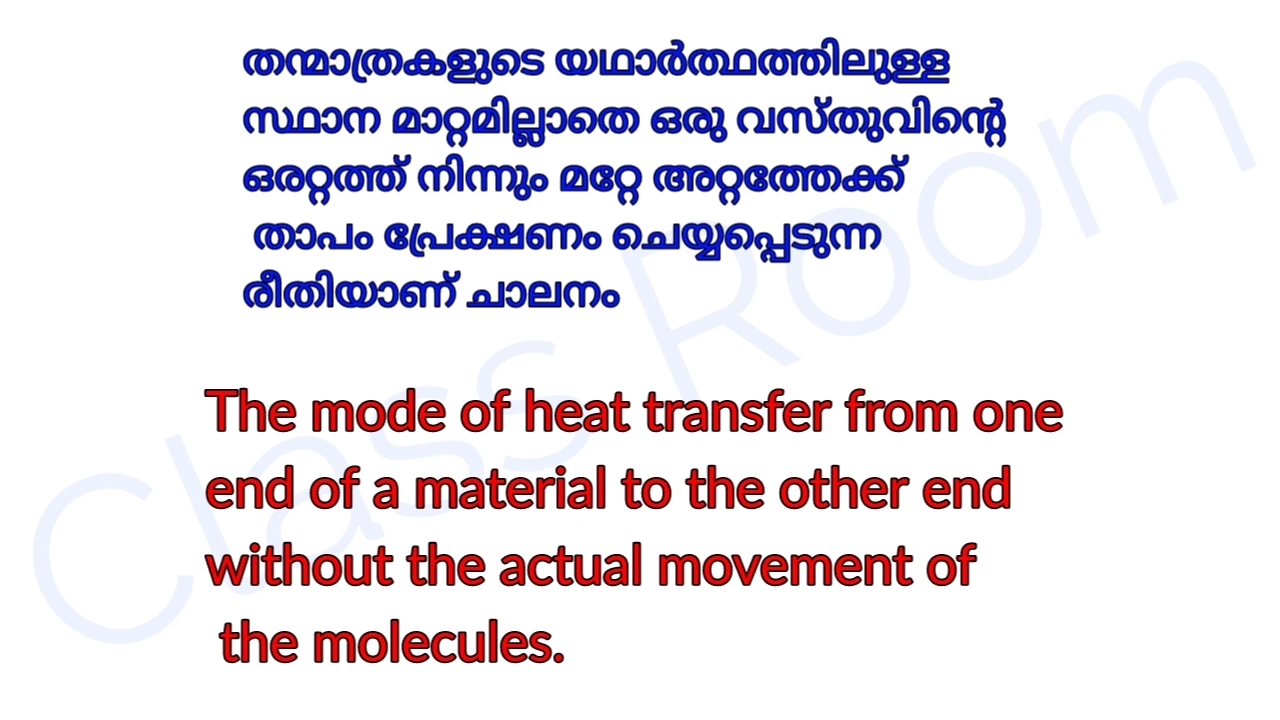 തന്മാത്രകളുടെ യഥാർത്ഥത്തിലുള്ള
സ്ഥാന മാറ്റമില്ലാതെ ഒരു വസ്തുവിന്റെ
ഒരറ്റത്ത് നിന്നും മറ്റേ അറ്റത്തേക്ക്
താപം പ്രേക്ഷണം ചെയ്യപ്പെടുന്ന
രീതിയാണ് ചാലനം
The mode of heat transfer from one
end of a material to the other end
without the actual movement of
the molecules.
Class Room